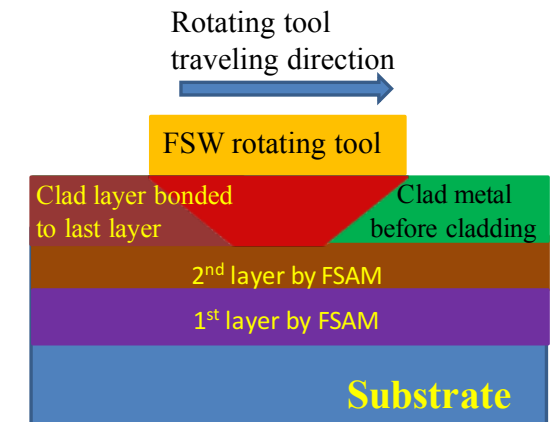 Rotating tool
traveling direction
FSW rotating tool
Clad layer bonded
to last layer
Clad metal
before cladding
2nd layer by FSAM
1st layer by FSAM
Substrate